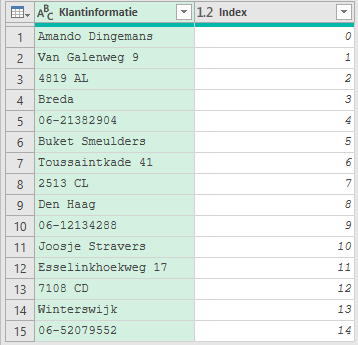 ABC Klantinformatie 1.2 Index
1 Amando Dingemans 0
2 Van Galenweg 9 1
3 4819 AL 2
4 Breda 3
5 06-21382904 4
6 Buket Smeulders 5
7 Toussaintkade 41 6
8 2513 CL 7
9 Den Haag 8
10 06-12134288 9
11 Joosje Stravers 10
12 Esselinkhoekweg 17 11
13 7108 CD 12
14 Winterswijk 13
15 06-52079552 14